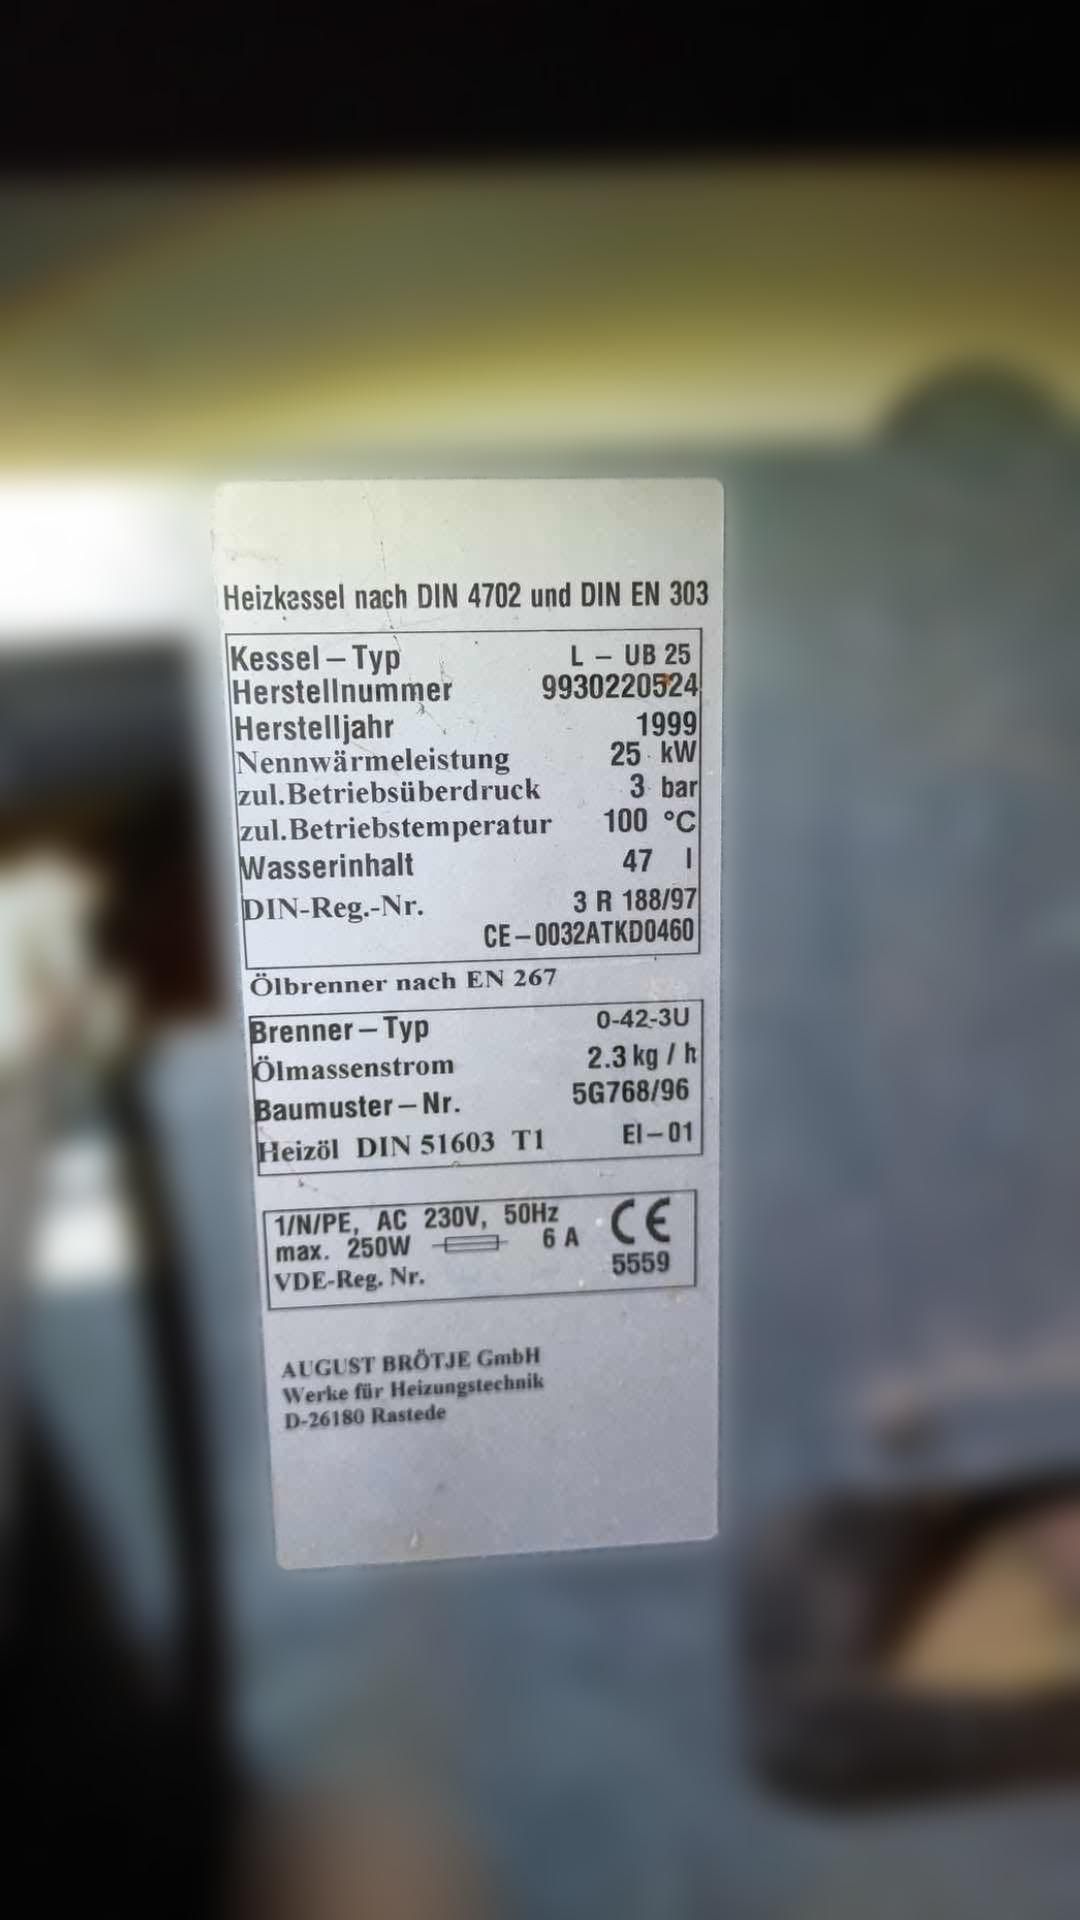 Heizkessel nach DIN 4702 und DIN EN 303
Kessel – Typ L – UB 25
Herstellnummer 9930220524
Herstelljahr 1999
Nennwärmeleistung 25 kW
zul.Betriebsüberdruck 3 bar
zul.Betriebstemperatur 100 °C
Wasserinhalt 47 l
DIN-Reg.-Nr. 3 R 188/97
CE – 0032ATKD0460
Ölbrenner nach EN 267
Brenner – Typ 0-42-3U
Ölmassenstrom 2.3 kg / h
Baumuster – Nr. 5G768/96
Heizöl DIN 51603 T1 El – 01
1/N/PE, AC 230V, 50Hz CE
max. 250W 6 A
VDE-Reg. Nr. 5559
AUGUST BRÖTJE GmbH
Werke für Heizungstechnik
D-26180 Rastede